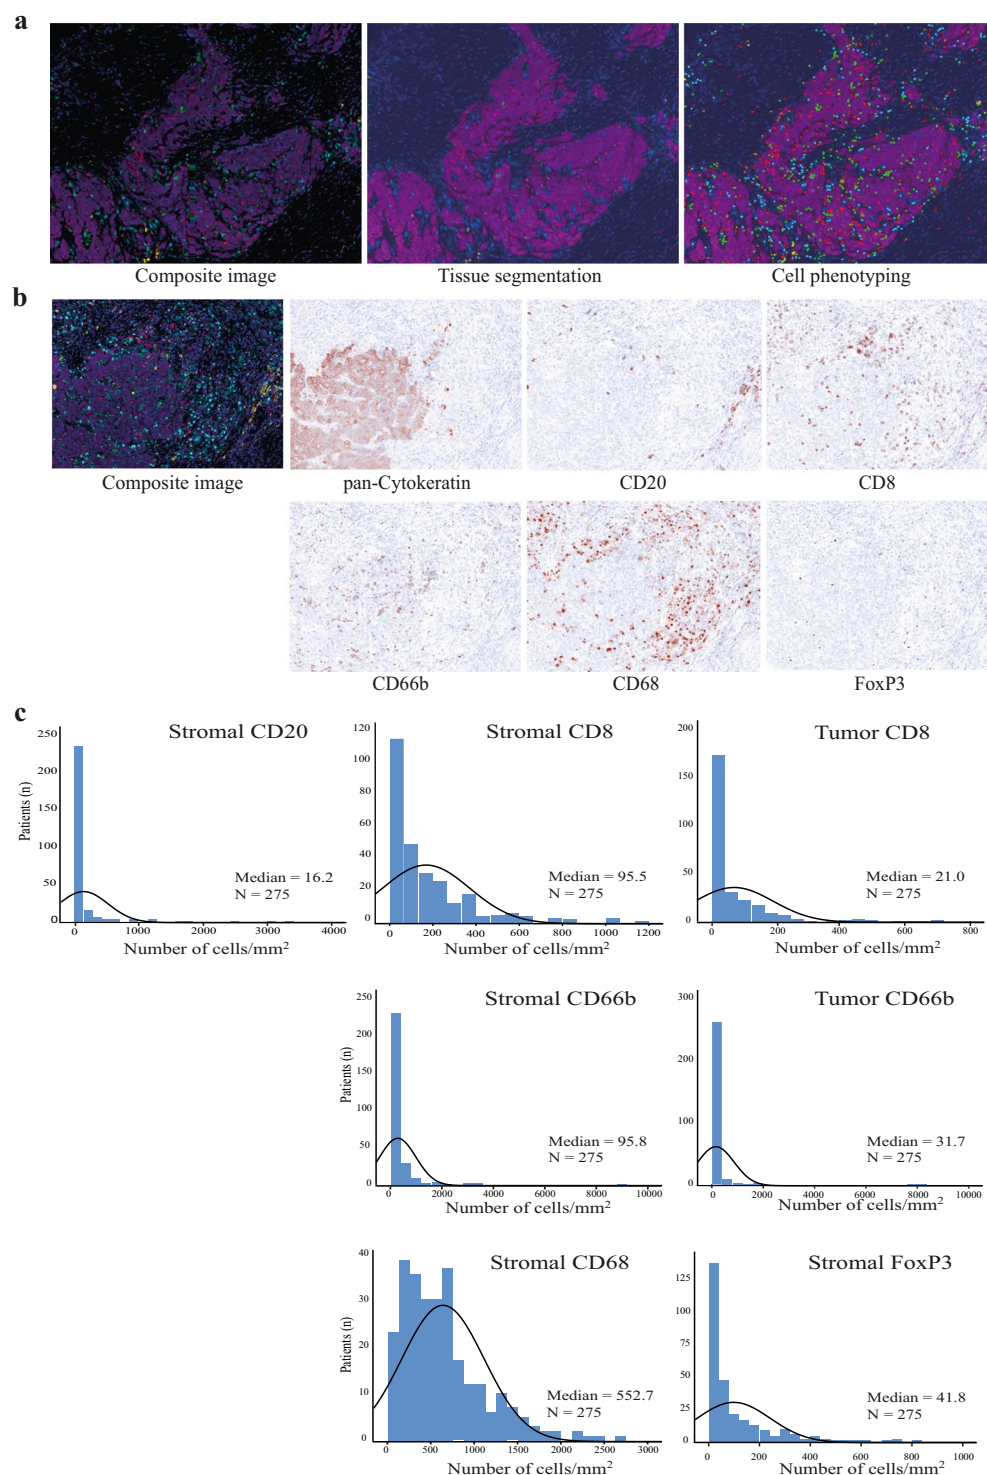 a
Composite image
Tissue segmentation
Cell phenotyping
b
Composite image
pan-Cytokeratin
CD20
CD8
CD66b
CD68
FoxP3
c
Stromal CD20
Patients (n)
250
200
150
100
50
0
Median = 16.2
N = 275
0 1000 2000 3000 4000
Number of cells/mm²
Stromal CD8
120
100
80
60
40
20
0
Median = 95.5
N = 275
0 200 400 600 800 1000 1200
Number of cells/mm²
Tumor CD8
200
150
100
50
0
Median = 21.0
N = 275
0 200 400 600 800
Number of cells/mm²
Stromal CD66b
Patients (n)
250
200
150
100
50
0
Median = 95.8
N = 275
0 2000 4000 6000 8000 10000
Number of cells/mm²
Tumor CD66b
300
200
100
0
Median = 31.7
N = 275
0 2000 4000 6000 8000 10000
Number of cells/mm²
Stromal CD68
Patients (n)
40
30
20
10
0
Median = 552.7
N = 275
0 500 1000 1500 2000 2500 3000
Number of cells/mm²
Stromal FoxP3
125
100
75
50
25
0
Median = 41.8
N = 275
0 200 400 600 800 1000
Number of cells/mm²